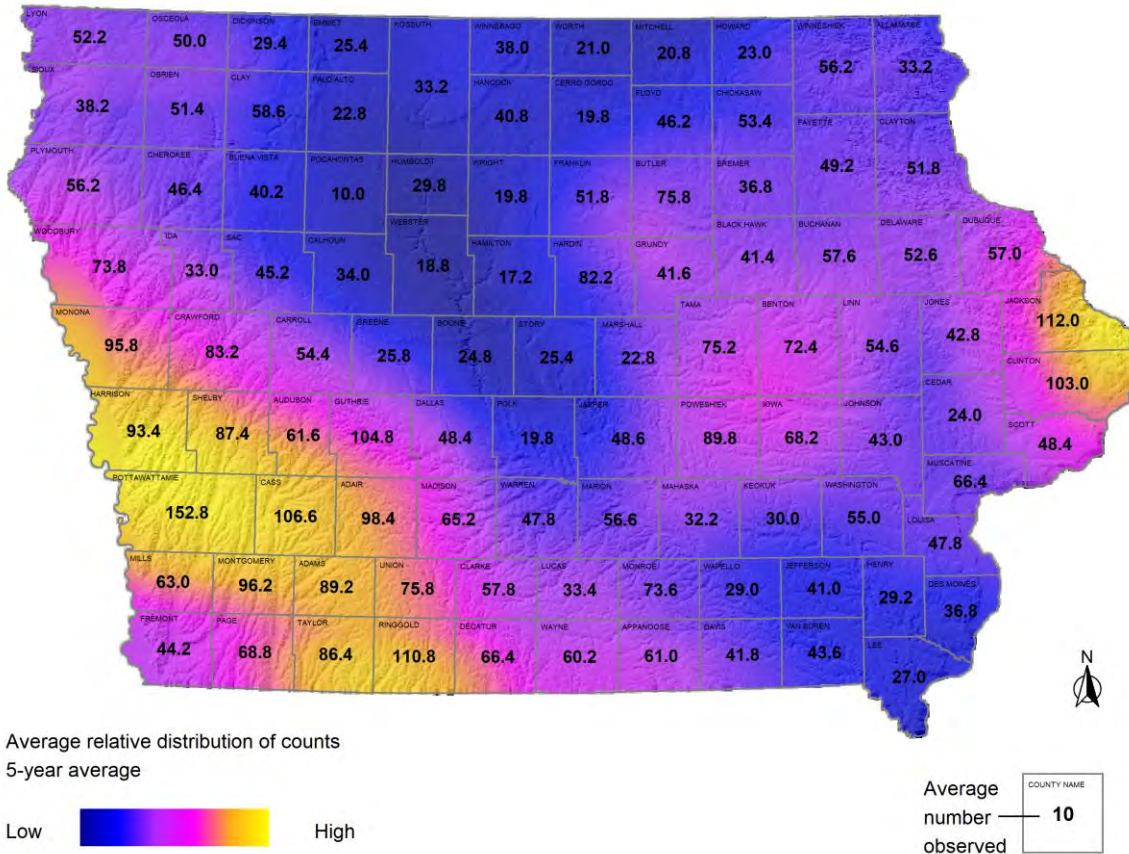 LYON OSCEOLA DICKINSON EMMET KOSSUTH WINNEBAGO WORTH MITCHELL HOWARD WINNESHIEK ALLAMAKEE
52.2 50.0 29.4 25.4 33.2 38.0 21.0 20.8 23.0 56.2 33.2
SIOUX OBRIEN CLAY PALO ALTO HANCOCK CERRO GORDO FLOYD CHICKASAW FAYETTE CLAYTON
38.2 51.4 58.6 22.8 40.8 19.8 46.2 53.4 49.2 51.8
PLYMOUTH CHEROKEE BUENA VISTA POCAHONTAS HUMBOLDT WRIGHT FRANKLIN BUTLER BREMER
56.2 46.4 40.2 10.0 29.8 19.8 51.8 75.8 36.8
WOODBURY IDA SAC CALHOUN WEBSTER HAMILTON HARDIN GRUNDY BLACK HAWK BUCHANAN DELAWARE DUBUQUE
73.8 33.0 45.2 34.0 18.8 17.2 82.2 41.6 41.4 57.6 52.6 57.0
MONONA CRAWFORD CARROLL GREENE BOONE STORY MARSHALL TAMA BENTON LINN JONES JACKSON
95.8 83.2 54.4 25.8 24.8 25.4 22.8 75.2 72.4 54.6 42.8 112.0
CLINTON
103.0
HARRISON SHELBY AUDUBON GUTHRIE DALLAS POLK JASPER POWESHIEK IOWA JOHNSON CEDAR SCOTT
93.4 87.4 61.6 104.8 48.4 19.8 48.6 89.8 68.2 43.0 24.0 48.4
MUSCATINE
66.4
POTTAWATTAMIE CASS ADAIR MADISON WARREN MARION MAHASKA KEOKUK WASHINGTON LOUISA
152.8 106.6 98.4 65.2 47.8 56.6 32.2 30.0 55.0 47.8
MILLS MONTGOMERY ADAMS UNION CLARKE LUCAS MONROE WAPELLO JEFFERSON HENRY DES MOINES
63.0 96.2 89.2 75.8 57.8 33.4 73.6 29.0 41.0 29.2 36.8
FREMONT PAGE TAYLOR RINGGOLD DECATUR WAYNE APPANOOSE DAVIS VAN BUREN LEE
44.2 68.8 86.4 110.8 66.4 60.2 61.0 41.8 43.6 27.0
N
Average relative distribution of counts
5-year average
Low High
Average
number
observed
COUNTY NAME
10